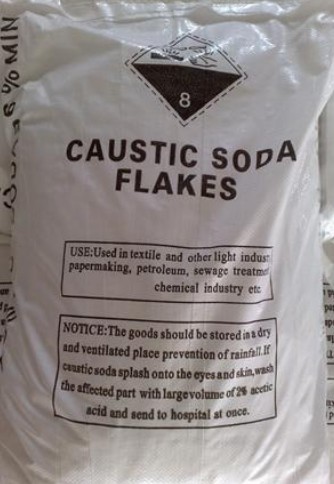 8
CAUSTIC SODA
FLAKES
USE:Used in textile and other light
papermaking, petroleum, sewage
chemical industry etc
NOTICE:The goods should be stored in a dry
and ventilated place prevention of rainfall. If
caustic soda splash onto the eyes and skin, wash
the affected part with large volume of 2% acetic
acid and send to hospital at once.
% MIN